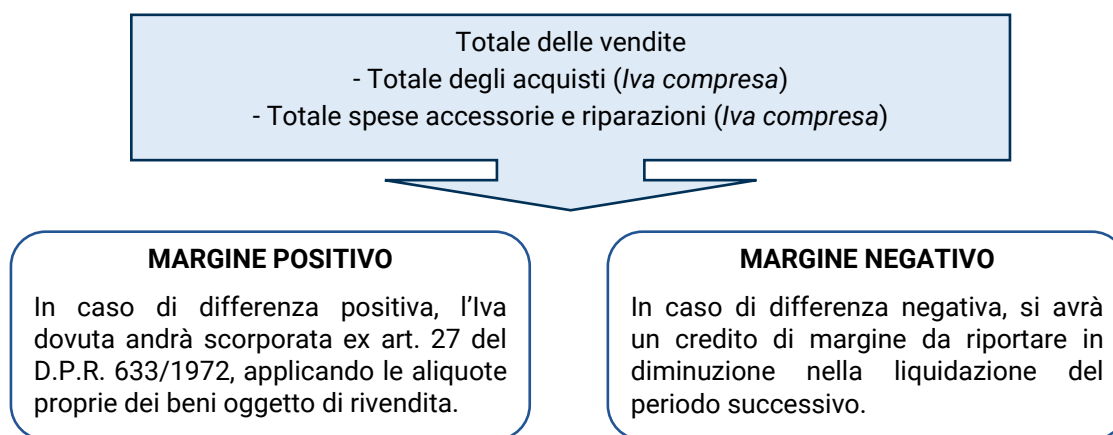 Totale delle vendite
- Totale degli acquisti (Iva compresa)
- Totale spese accessorie e riparazioni (Iva compresa)
MARGINE POSITIVO
In caso di differenza positiva, l’Iva
dovuta andrà scorporata ex art. 27 del
D.P.R. 633/1972, applicando le aliquote
proprie dei beni oggetto di rivendita.
MARGINE NEGATIVO
In caso di differenza negativa, si avrà
un credito di margine da riportare in
diminuzione nella liquidazione del
periodo successivo.